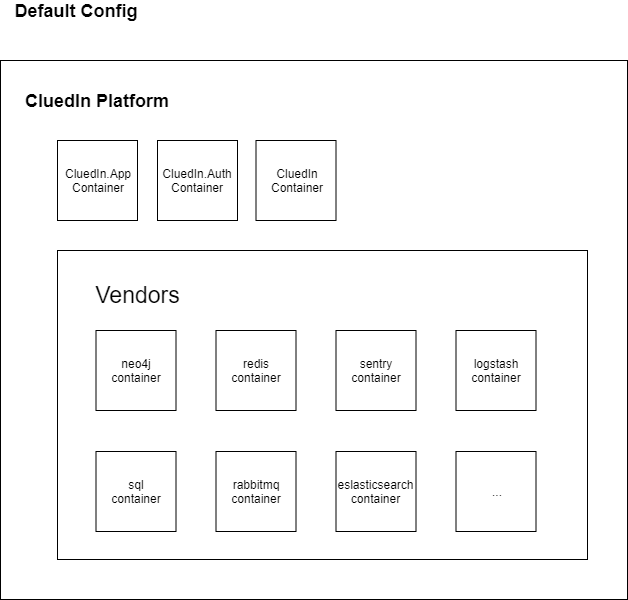 Default Config
CluedIn Platform
CluedIn.App
Container
CluedIn.Auth
Container
CluedIn
Container
Vendors
neo4j
container
redis
container
sentry
container
logstash
container
sql
container
rabbitmq
container
eslasticsearch
container
...